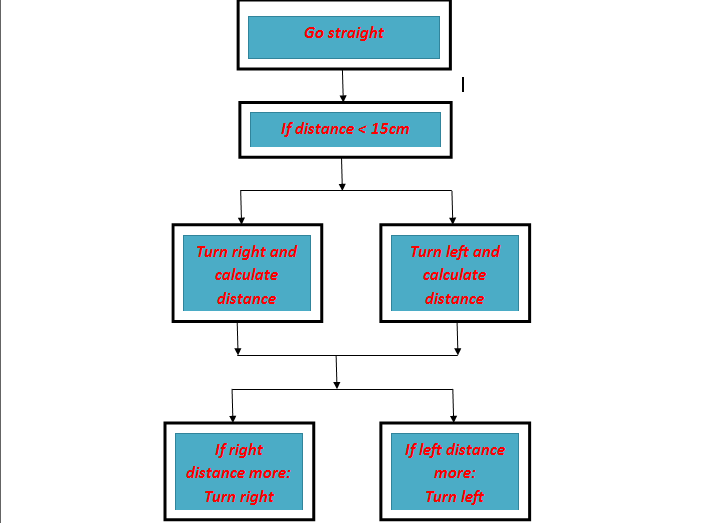 Go straight
If distance < 15cm
Turn right and
calculate
distance
Turn left and
calculate
distance
If right
distance more:
Turn right
If left distance
more:
Turn left